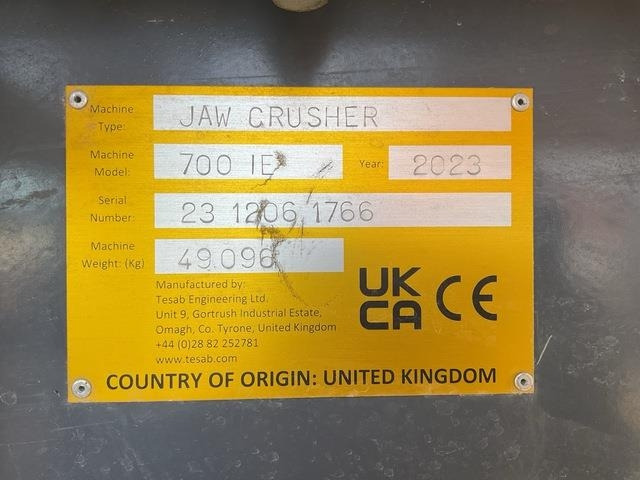 Machine Type: JAW CRUSHER
Machine Model: 700 IE Year: 2023
Serial Number: 23 1206 1766
Machine Weight: (Kg) 49.096
Manufactured by:
Tesab Engineering Ltd.
Unit 9, Gortrush Industrial Estate,
Omagh, Co. Tyrone, United Kingdom
+44 (0)28 82 252781
www.tesab.com
UK
CA CE
COUNTRY OF ORIGIN: UNITED KINGDOM